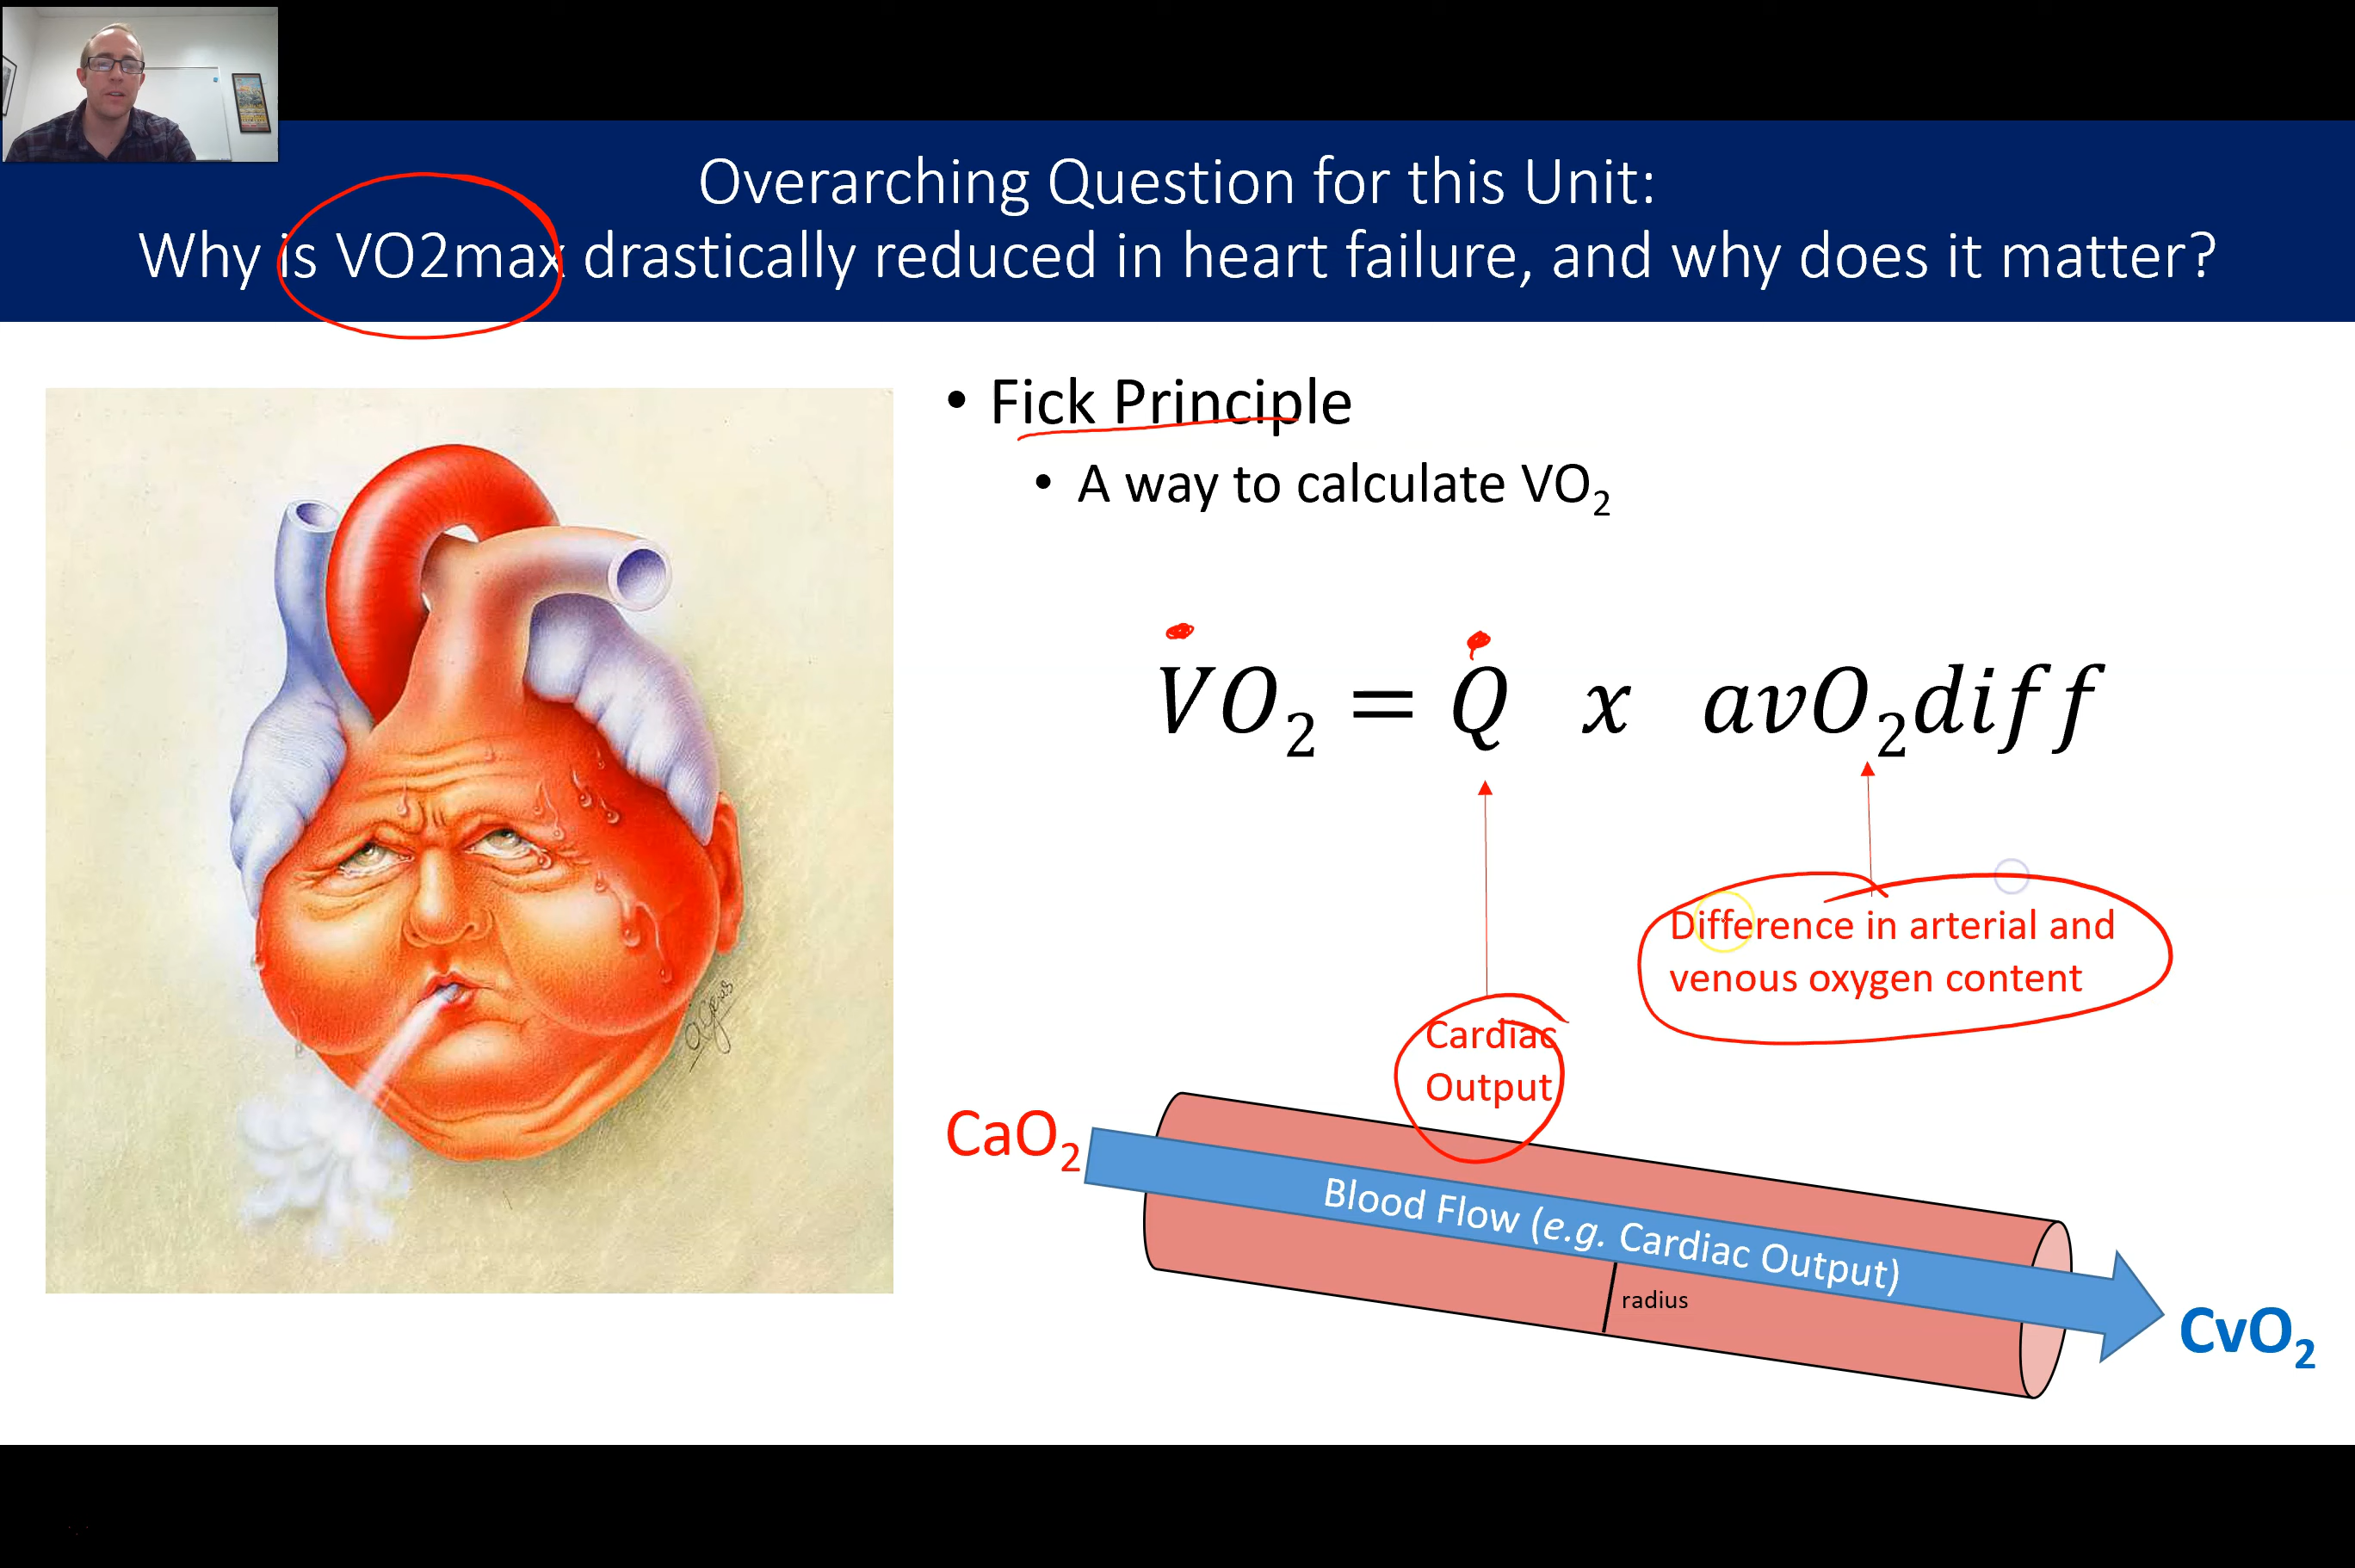 Overarching Question for this Unit:
Why is VO2max drastically reduced in heart failure, and why does it matter?
• Fick Principle
• A way to calculate VO₂
V̇O₂ = Q̇ x avO₂diff
Difference in arterial and
venous oxygen content
Cardiac
Output
CaO₂
Blood Flow (e.g. Cardiac Output)
radius
CvO₂